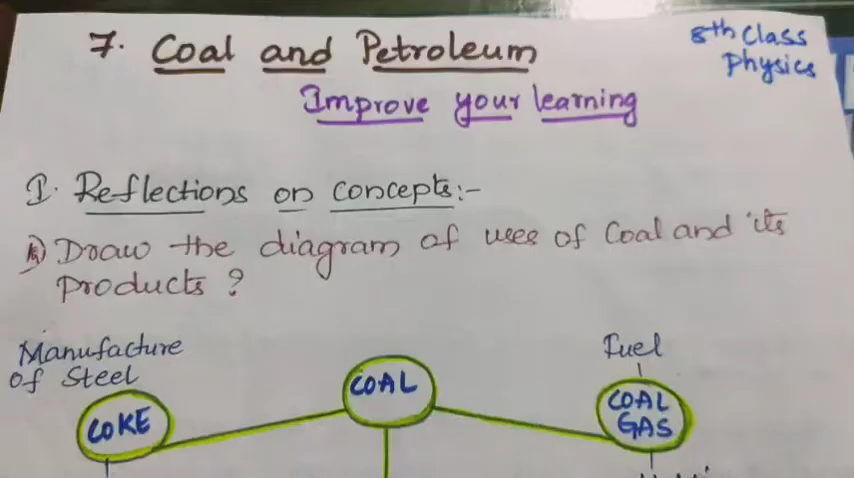 7. Coal and Petroleum
8th Class
Physics
Improve your learning
I. Reflections on concepts:-
1) Draw the diagram of uses of Coal and its
products ?
Manufacture
of Steel
Fuel
COAL
COKE
COAL
GAS